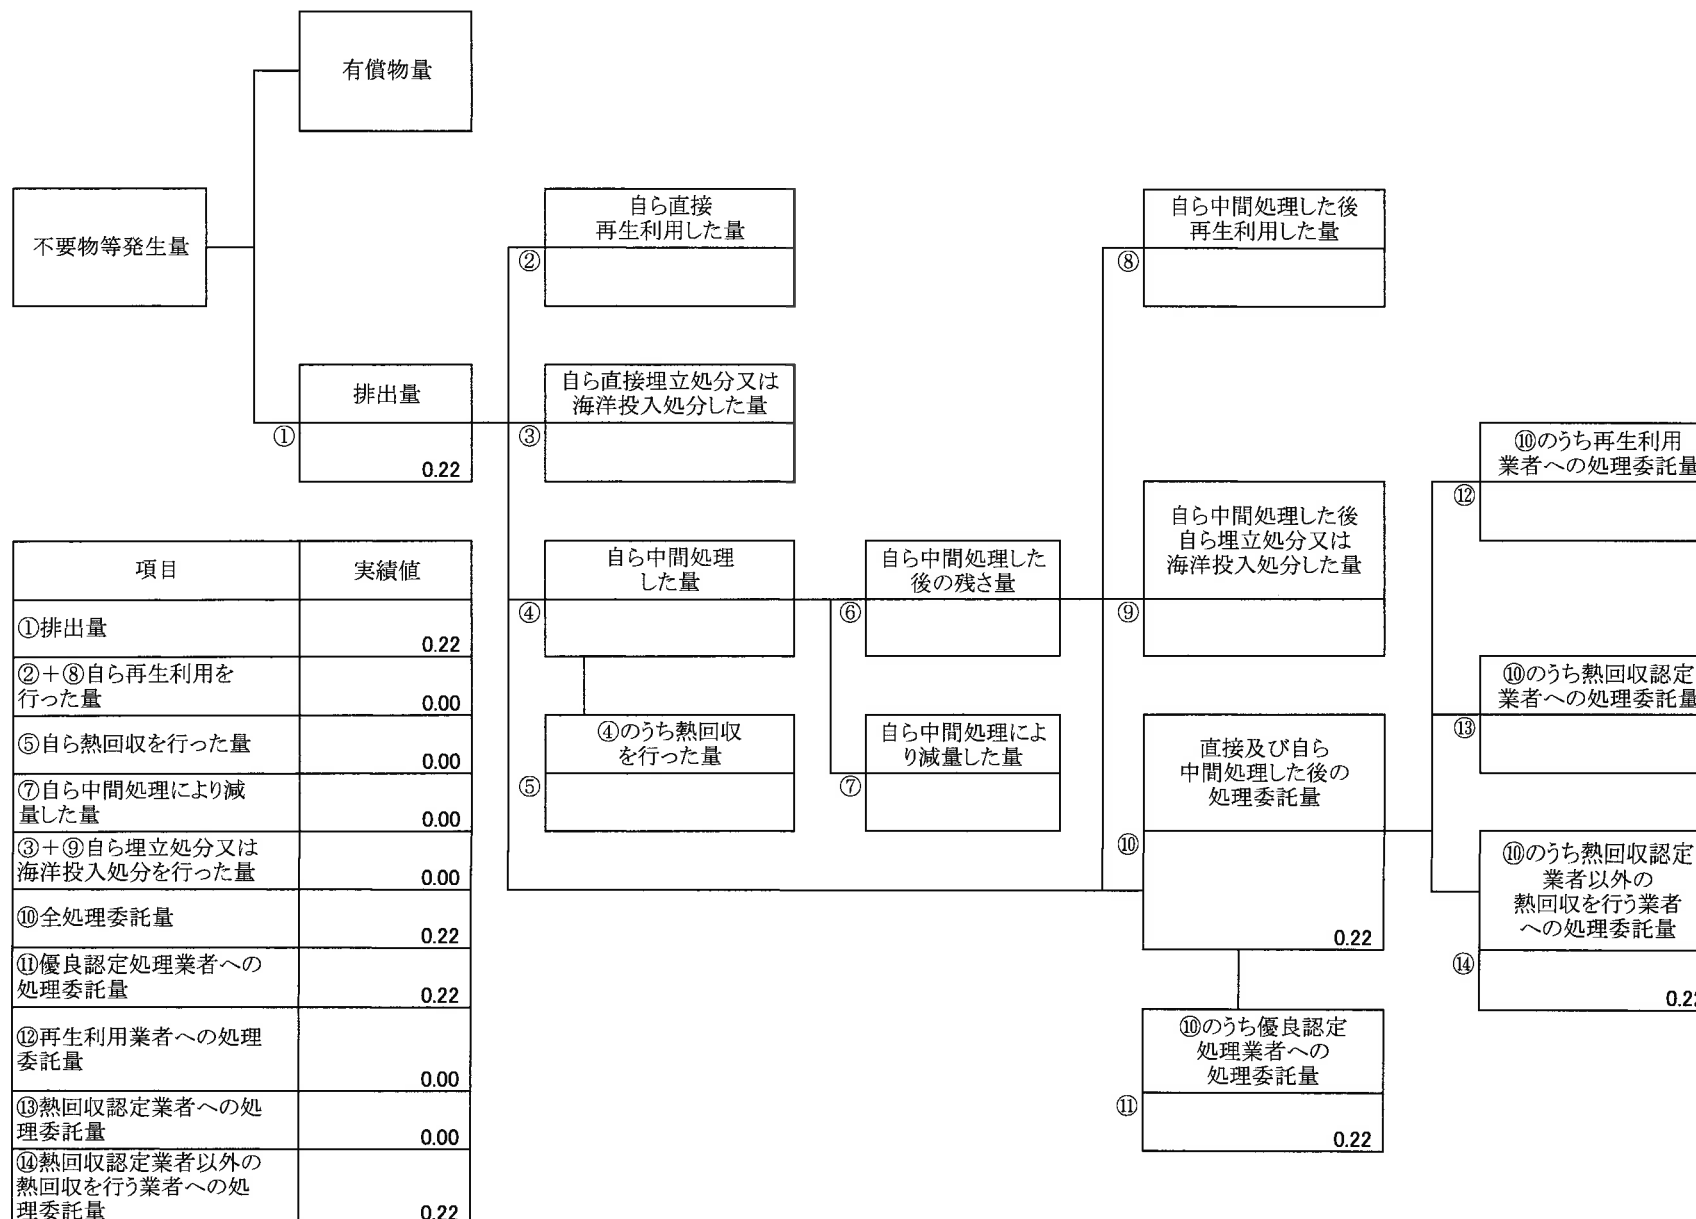 有償物量
不要物等発生量
排出量
①
0.22
自ら直接
再生利用した量
②
自ら直接埋立処分又は
海洋投入処分した量
③
自ら中間処理
した量
④
④のうち熱回収
を行った量
⑤
自ら中間処理した
後の残さ量
⑥
自ら中間処理によ
り減量した量
⑦
自ら中間処理した後
再生利用した量
⑧
自ら中間処理した後
自ら埋立処分又は
海洋投入処分した量
⑨
直接及び自ら
中間処理した後の
処理委託量
⑩
0.22
⑩のうち優良認定
処理業者への
処理委託量
⑪
0.22
⑩のうち再生利用
業者への処理委託量
⑫
⑩のうち熱回収認定
業者への処理委託量
⑬
⑩のうち熱回収認定
業者以外の
熱回収を行う業者
への処理委託量
⑭
0.22
項目 実績値
①排出量 0.22
②+⑧自ら再生利用を
行った量 0.00
⑤自ら熱回収を行った量 0.00
⑦自ら中間処理により減
量した量 0.00
③+⑨自ら埋立処分又は
海洋投入処分を行った量 0.00
⑩全処理委託量 0.22
⑪優良認定処理業者への
処理委託量 0.22
⑫再生利用業者への処理
委託量 0.00
⑬熱回収認定業者への処
理委託量 0.00
⑭熱回収認定業者以外の
熱回収を行う業者への処
理委託量 0.22